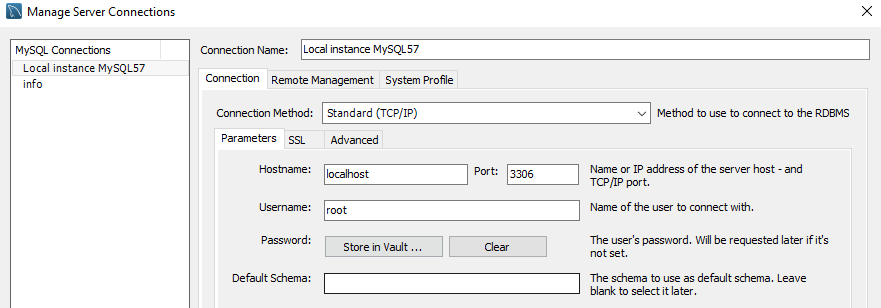 Manage Server Connections
MySQL Connections
Local instance MySQL57
info
Connection Name: Local instance MySQL57
Connection Remote Management System Profile
Connection Method: Standard (TCP/IP) Method to use to connect to the RDBMS
Parameters SSL Advanced
Hostname: localhost Port: 3306 Name or IP address of the server host - and
TCP/IP port.
Username: root Name of the user to connect with.
Password: Store in Vault ... Clear The user's password. Will be requested later if it's
not set.
Default Schema: The schema to use as default schema. Leave
blank to select it later.